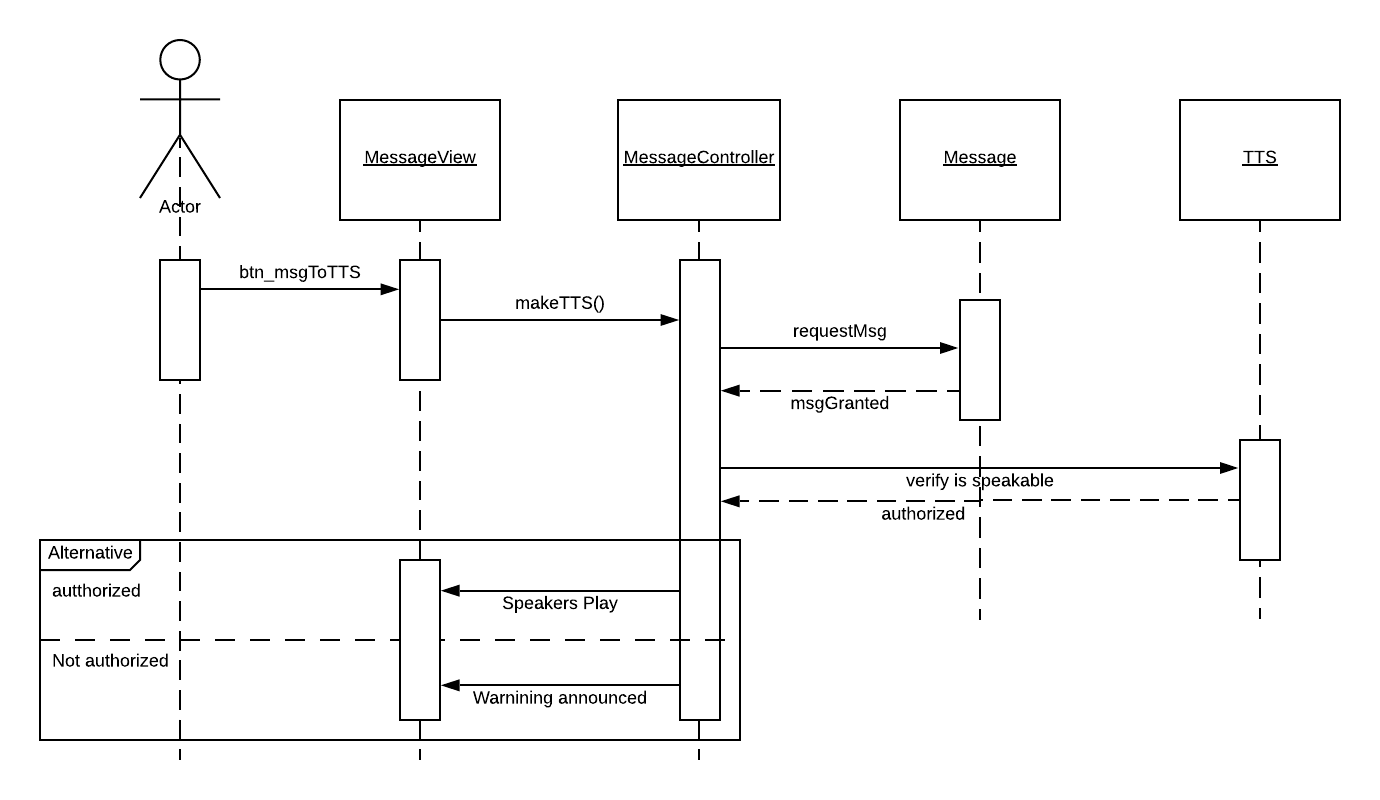 Actor
MessageView
MessageController
Message
TTS
btn_msgToTTS
makeTTS()
requestMsg
msgGranted
verify is speakable
authorized
Alternative
autthorized
Speakers Play
Not authorized
Warnining announced